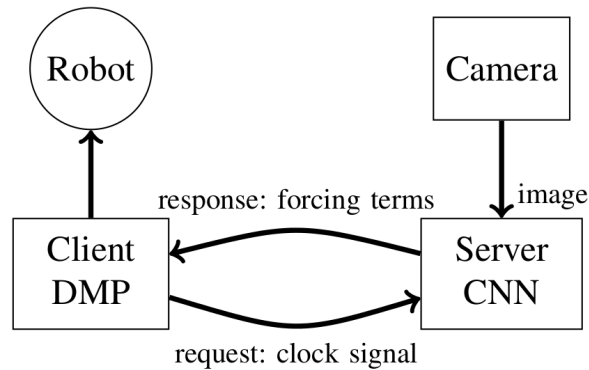 Robot
Camera
response: forcing terms
image
Client
DMP
Server
CNN
request: clock signal